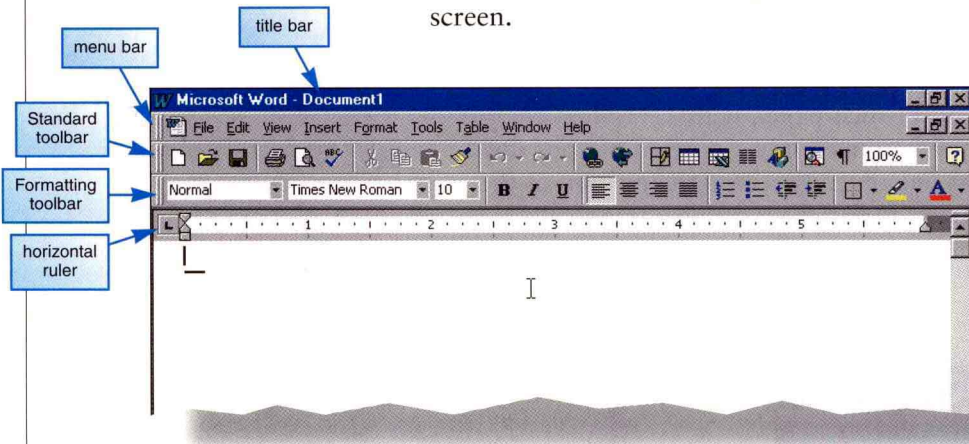 screen.
title bar
menu bar
Microsoft Word - Document1
File Edit View Insert Format Tools Table Window Help
Standard
toolbar
ABC
100%
Formatting
toolbar
Normal Times New Roman 10 B I U A
horizontal
ruler
1 2 3 4 5